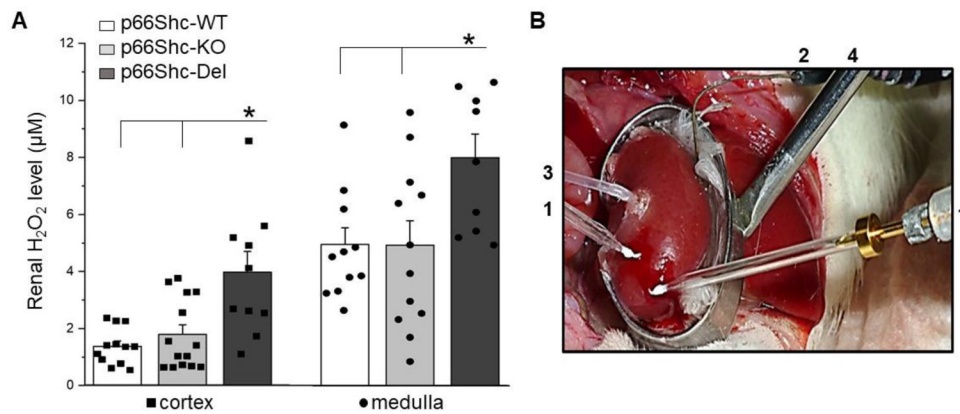 A
p66Shc-WT
p66Shc-KO
p66Shc-Del
12
10
8
6
4
2
0
Renal H₂O₂ level (µM)
*
*
cortex
medulla
B
2 4
3
1